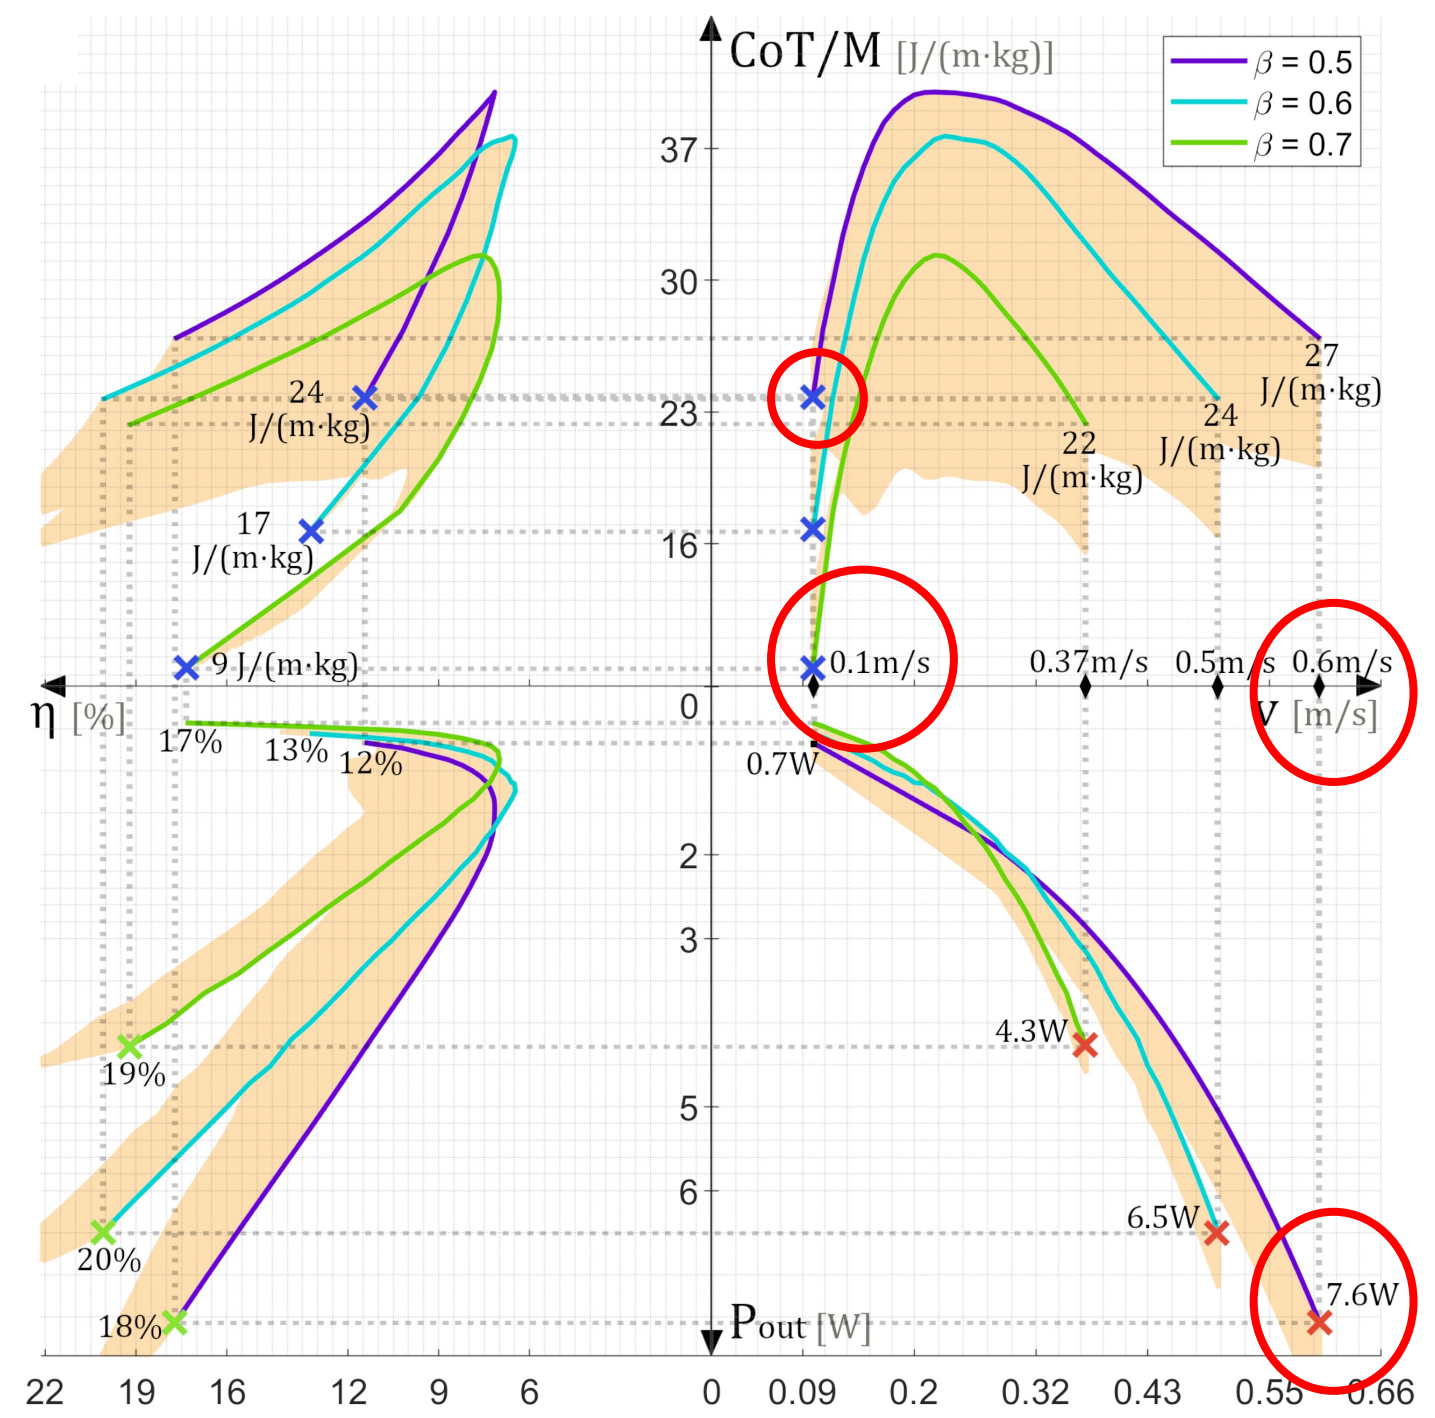 CoT/M [J/(m·kg)]
β = 0.5
β = 0.6
β = 0.7
37
30
23
16
0
27
J/(m·kg)
24
J/(m·kg)
22
J/(m·kg)
24
J/(m·kg)
17
J/(m·kg)
9 J/(m·kg)
0.1m/s
0.37m/s
0.5m/s
0.6m/s
η [%]
V [m/s]
17%
13%
12%
0.7W
2
3
4.3W
19%
5
6
6.5W
20%
7.6W
18%
Pout [W]
22 19 16 12 9 6 0 0.09 0.2 0.32 0.43 0.55 0.66